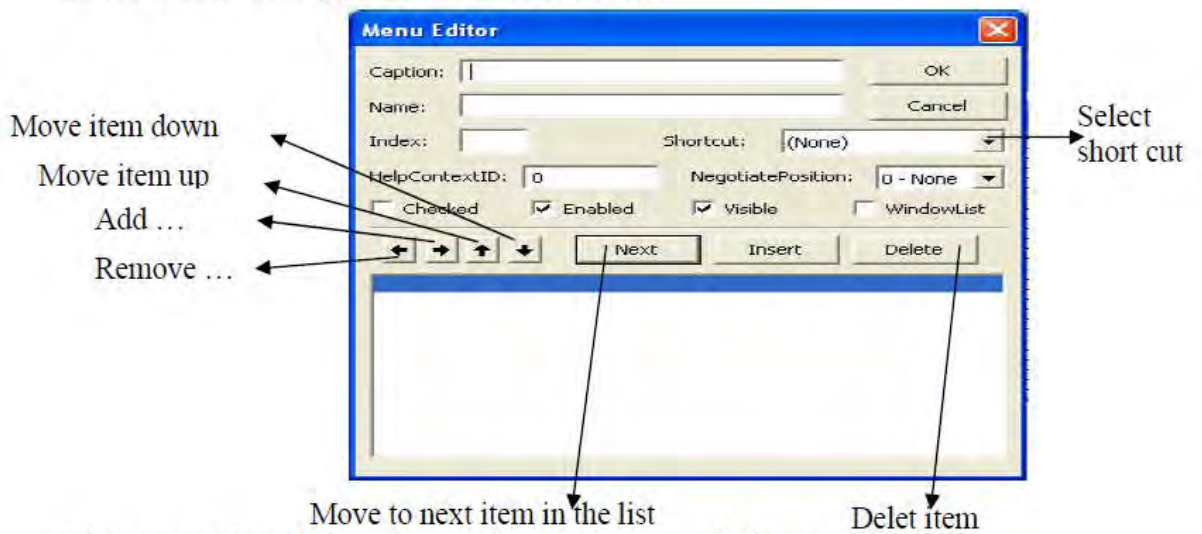 Menu Editor
Caption:
OK
Name:
Cancel
Index:
Shortcut: (None)
HelpContextID: 0
NegotiatePosition: 0 - None
Checked
Enabled
Visible
WindowList
Next
Insert
Delete
Move item down
Move item up
Add …
Remove …
Select
short cut
Move to next item in the list
Delet item